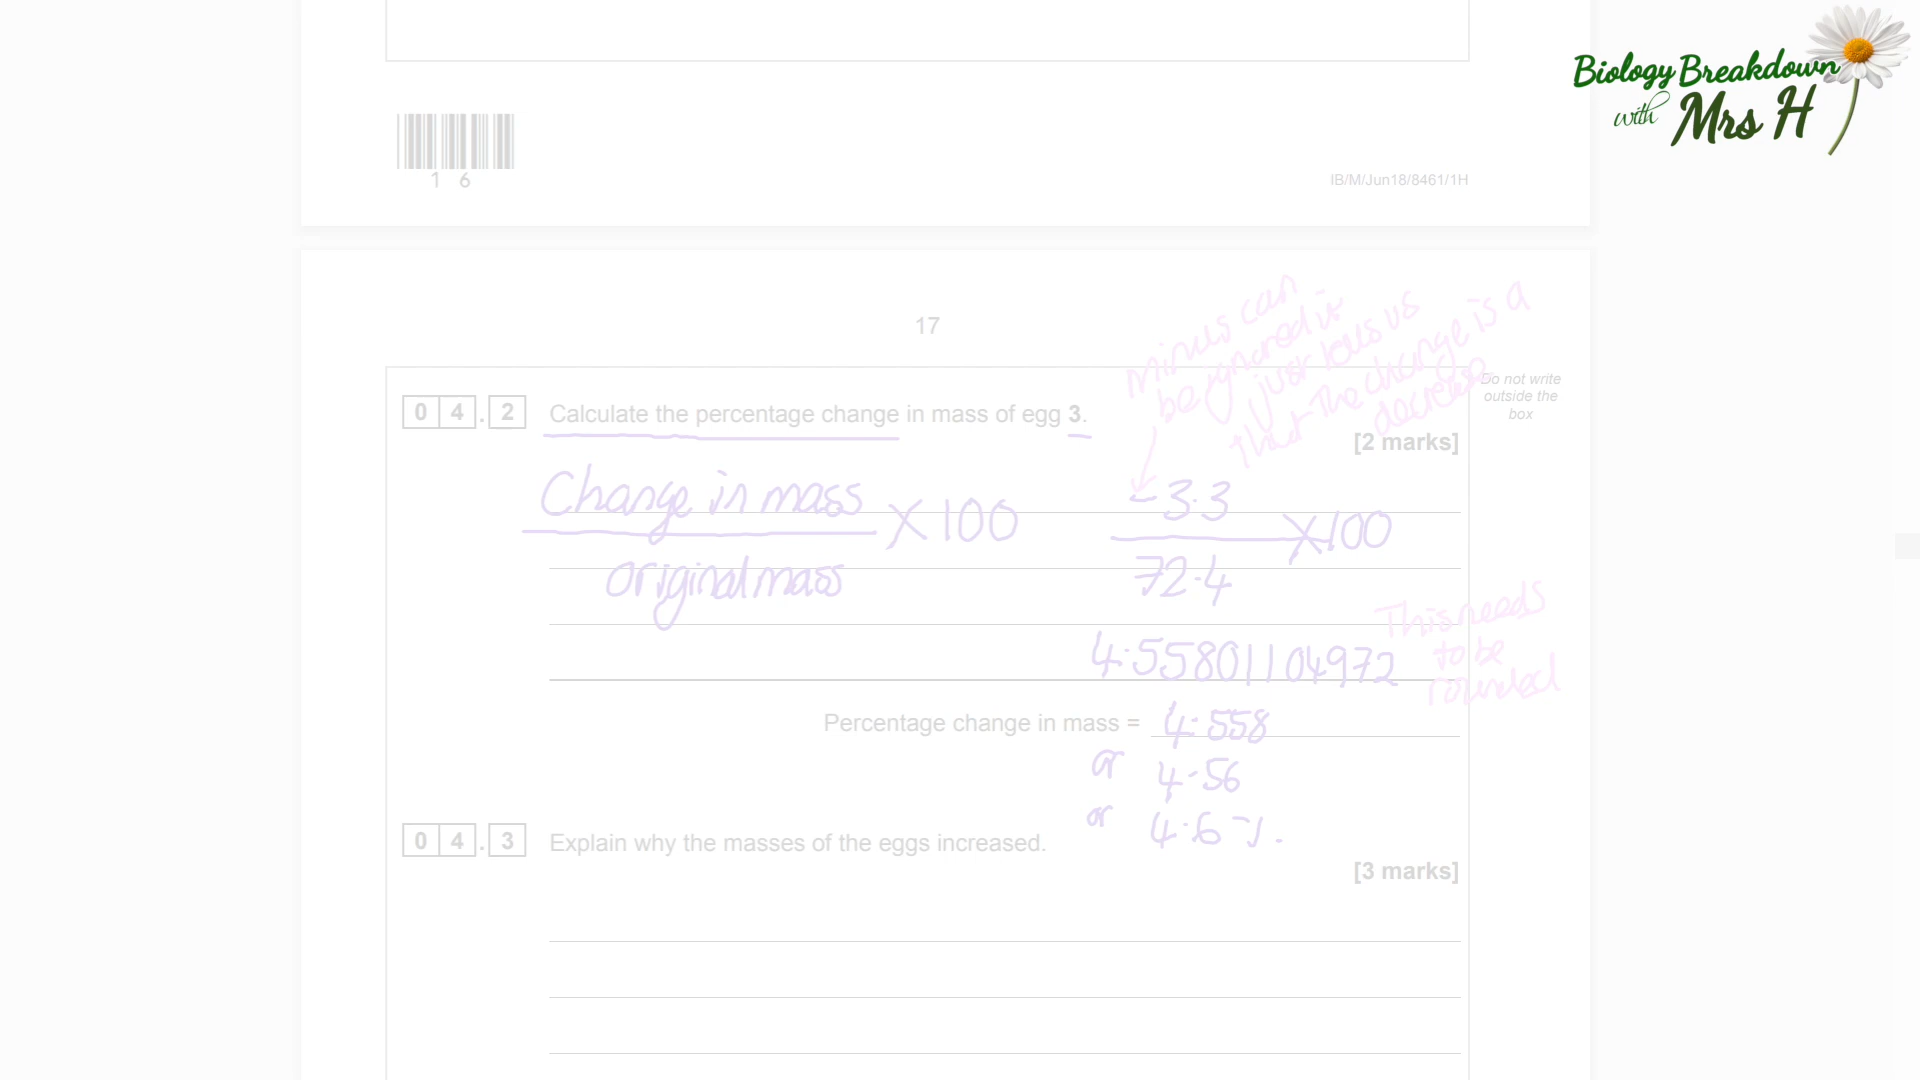 Biology Breakdown
with Mrs H
1 6
IB/M/Jun18/8461/1H
17
minus can
be ignored it
just tells us
that the change is a
decrease
Do not write
outside the
box
0 4 . 2 Calculate the percentage change in mass of egg 3.
[2 marks]
Change in mass
original mass
X 100
-3.3
72.4
X100
4.55801104972
This needs
to be
rounded
Percentage change in mass = 4.558
or 4.56
or 4.6
0 4 . 3 Explain why the masses of the eggs increased.
[3 marks]